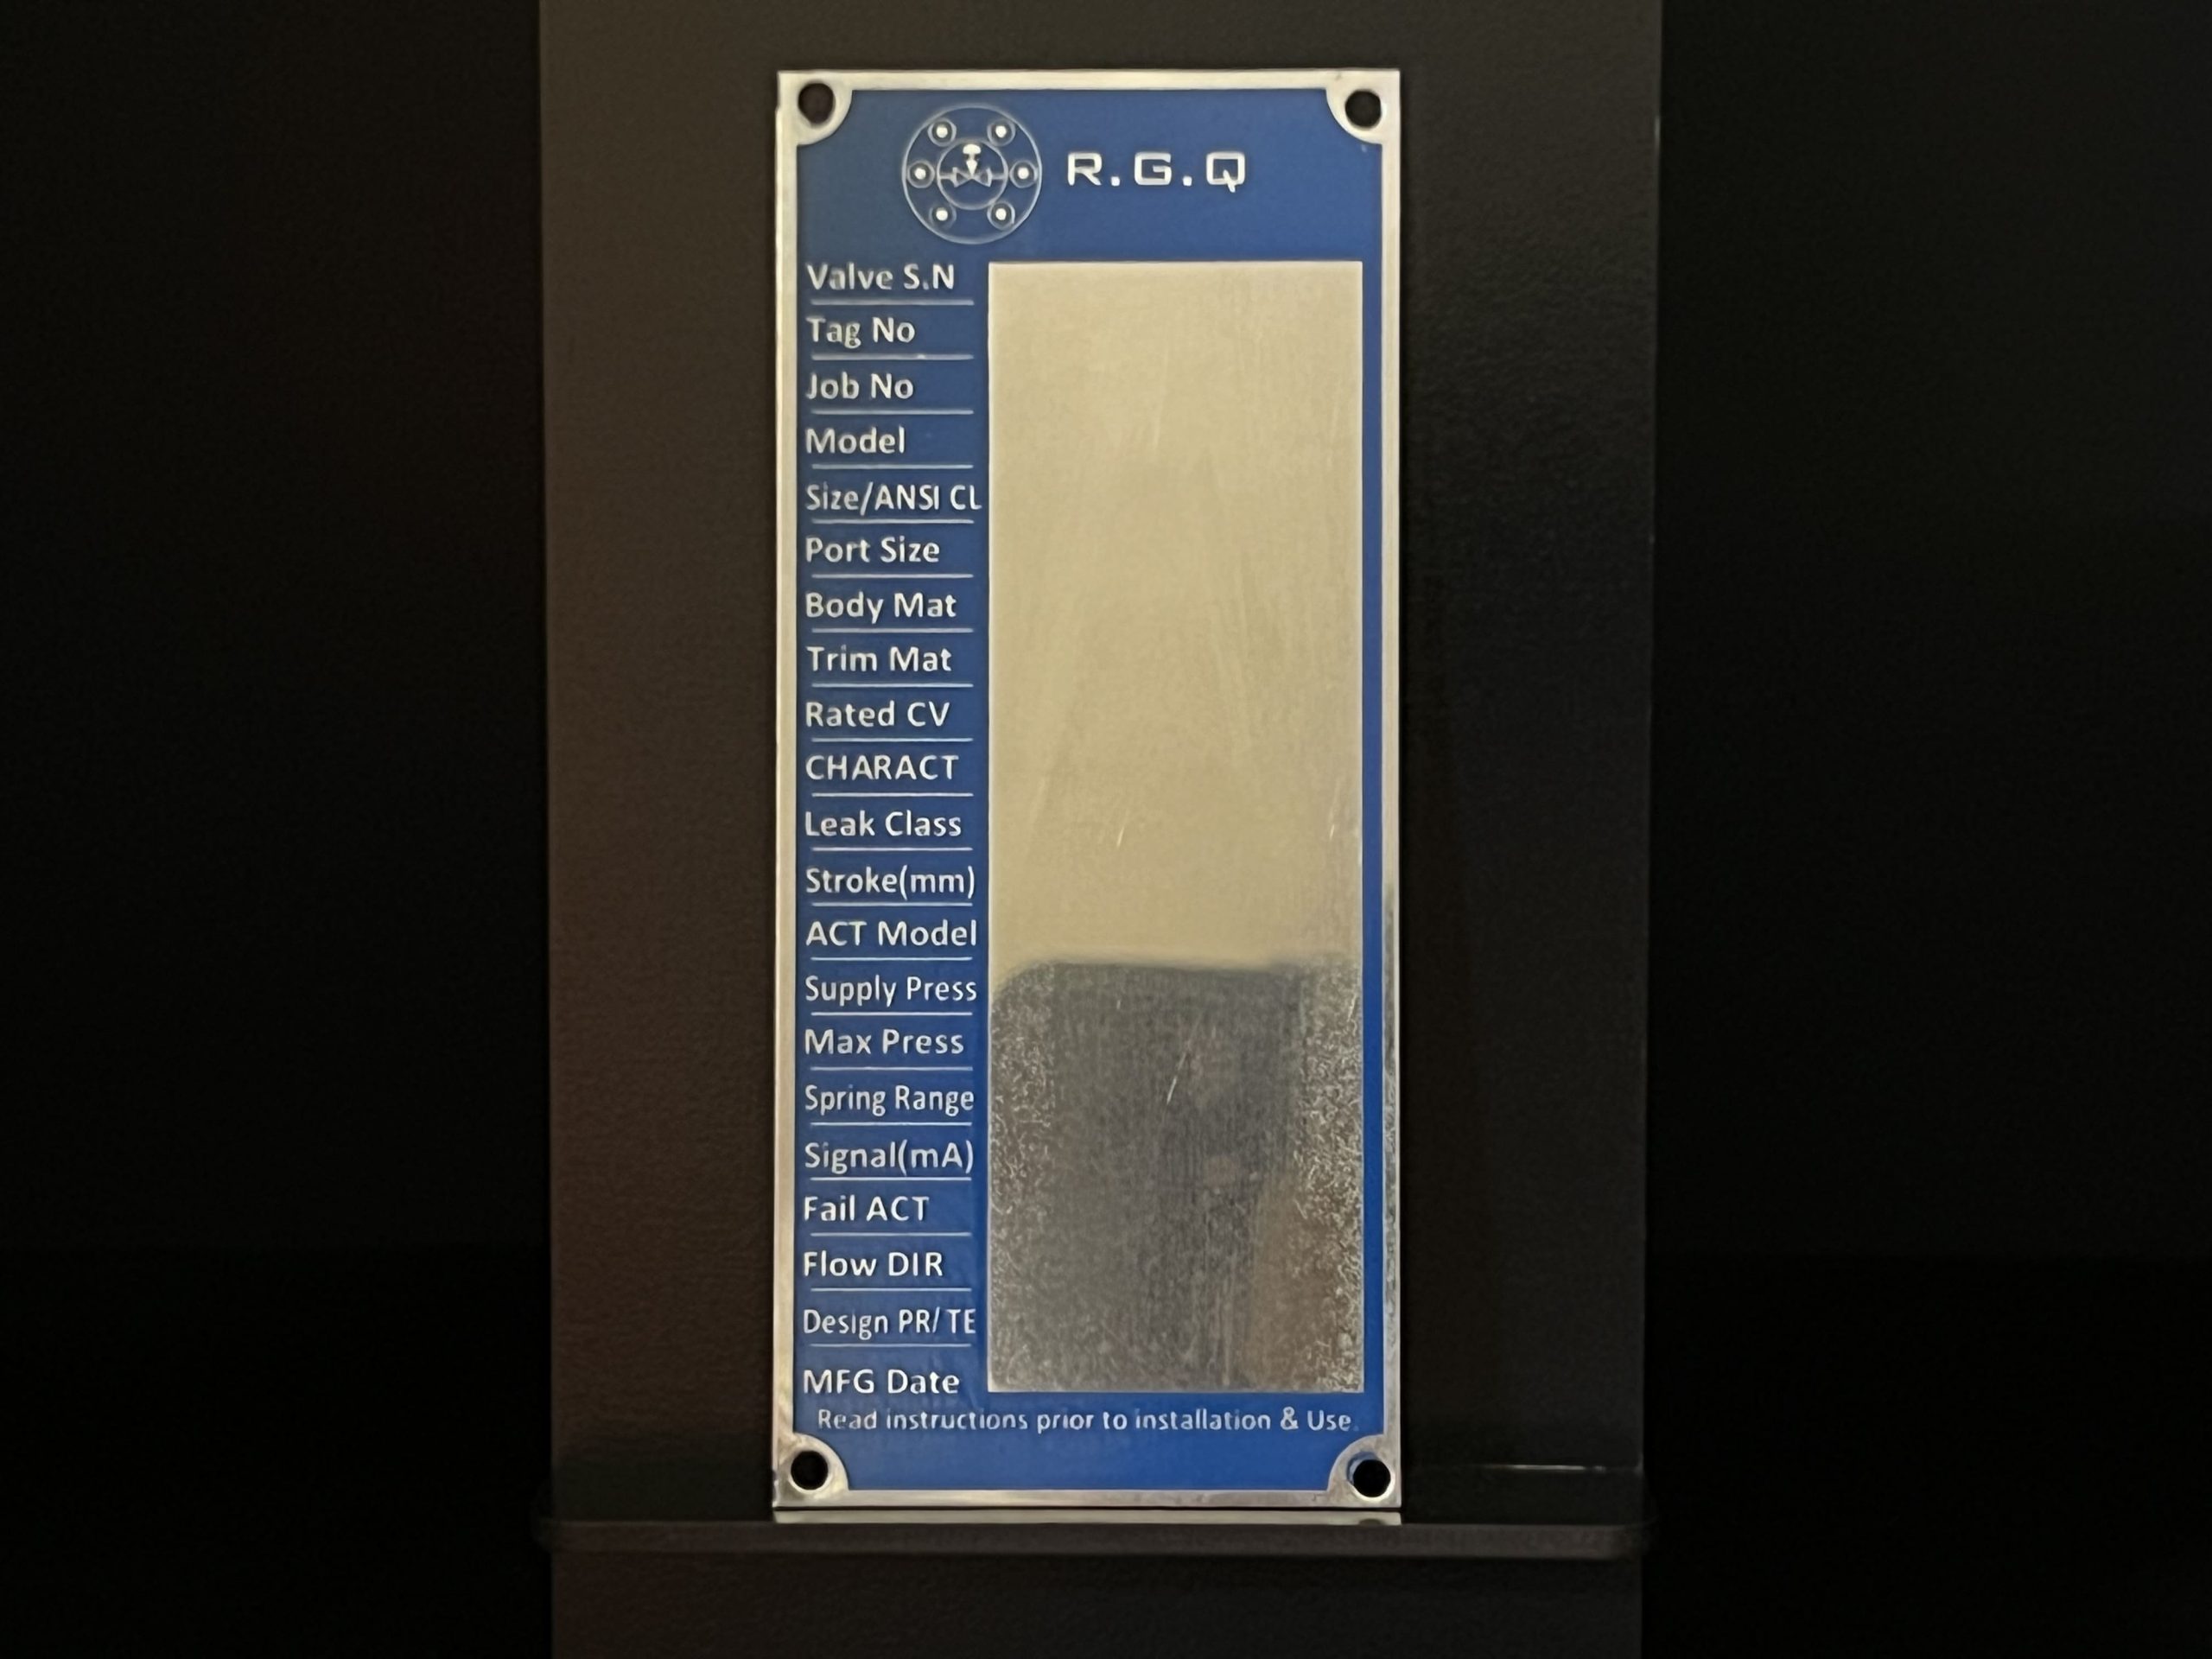 R.G.Q
Valve S.N
Tag No
Job No
Model
Size/ANSI CL
Port Size
Body Mat
Trim Mat
Rated CV
CHARACT
Leak Class
Stroke(mm)
ACT Model
Supply Press
Max Press
Spring Range
Signal(mA)
Fail ACT
Flow DIR
Design PR/TE
MFG Date
Read instructions prior to installation & Use.